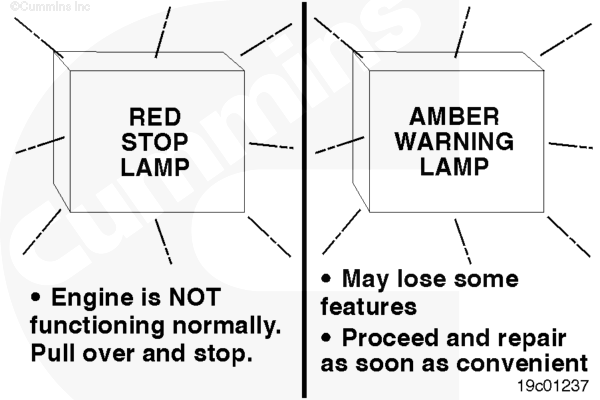 ©Cummins Inc
RED
STOP
LAMP
• Engine is NOT
functioning normally.
Pull over and stop.
AMBER
WARNING
LAMP
• May lose some
features
• Proceed and repair
as soon as convenient
19c01237
Cummins